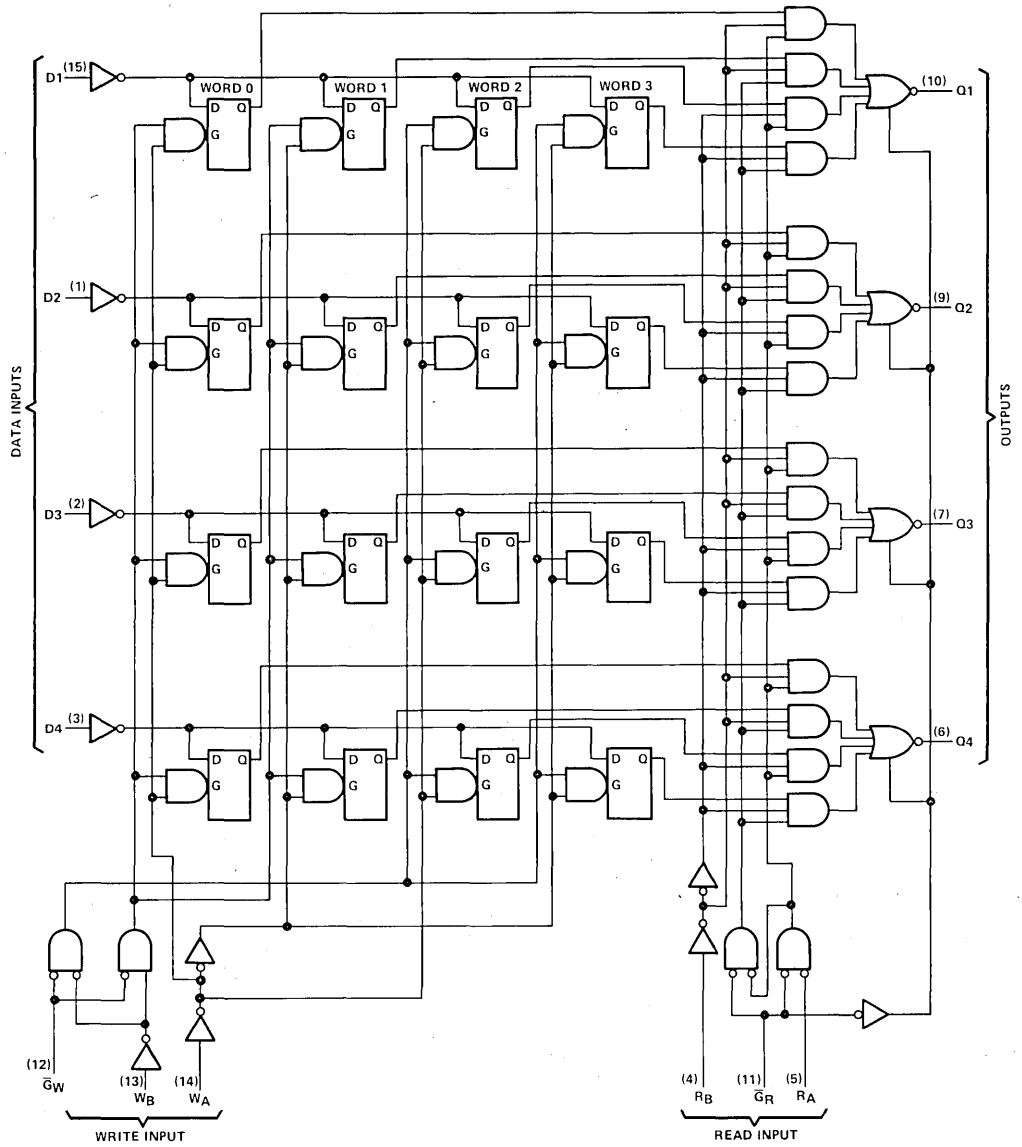 DATA INPUTS
D1 (15)
WORD 0 WORD 1 WORD 2 WORD 3
D Q D Q D Q D Q
G G G G
(10) Q1
D2 (1)
D Q D Q D Q D Q
G G G G
(9) Q2
D3 (2)
D Q D Q D Q D Q
G G G G
(7) Q3
D4 (3)
D Q D Q D Q D Q
G G G G
(6) Q4
OUTPUTS
(12) (13) (14) (4) (11) (5)
G̅W WB WA RB G̅R RA
WRITE INPUT READ INPUT